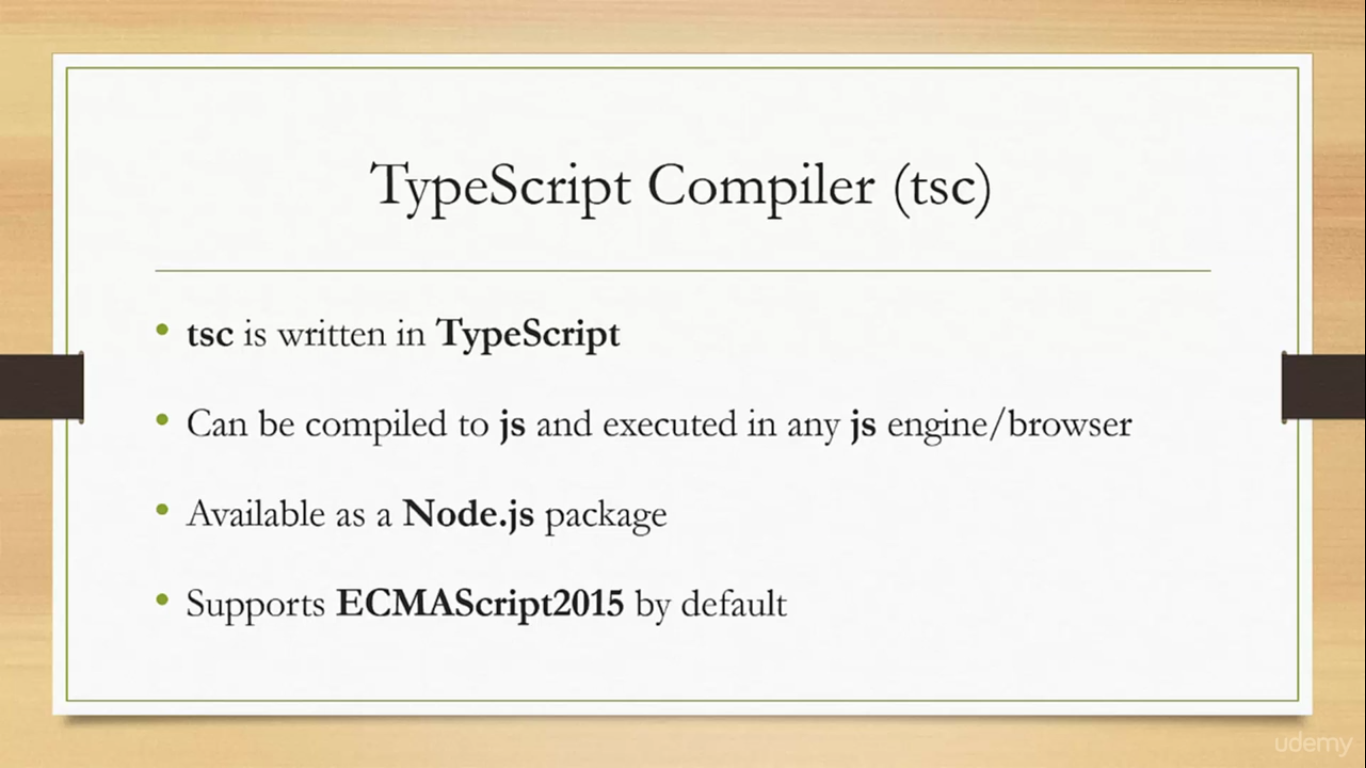 TypeScript Compiler (tsc)
• tsc is written in TypeScript
• Can be compiled to js and executed in any js engine/browser
• Available as a Node.js package
• Supports ECMAScript2015 by default
udemy